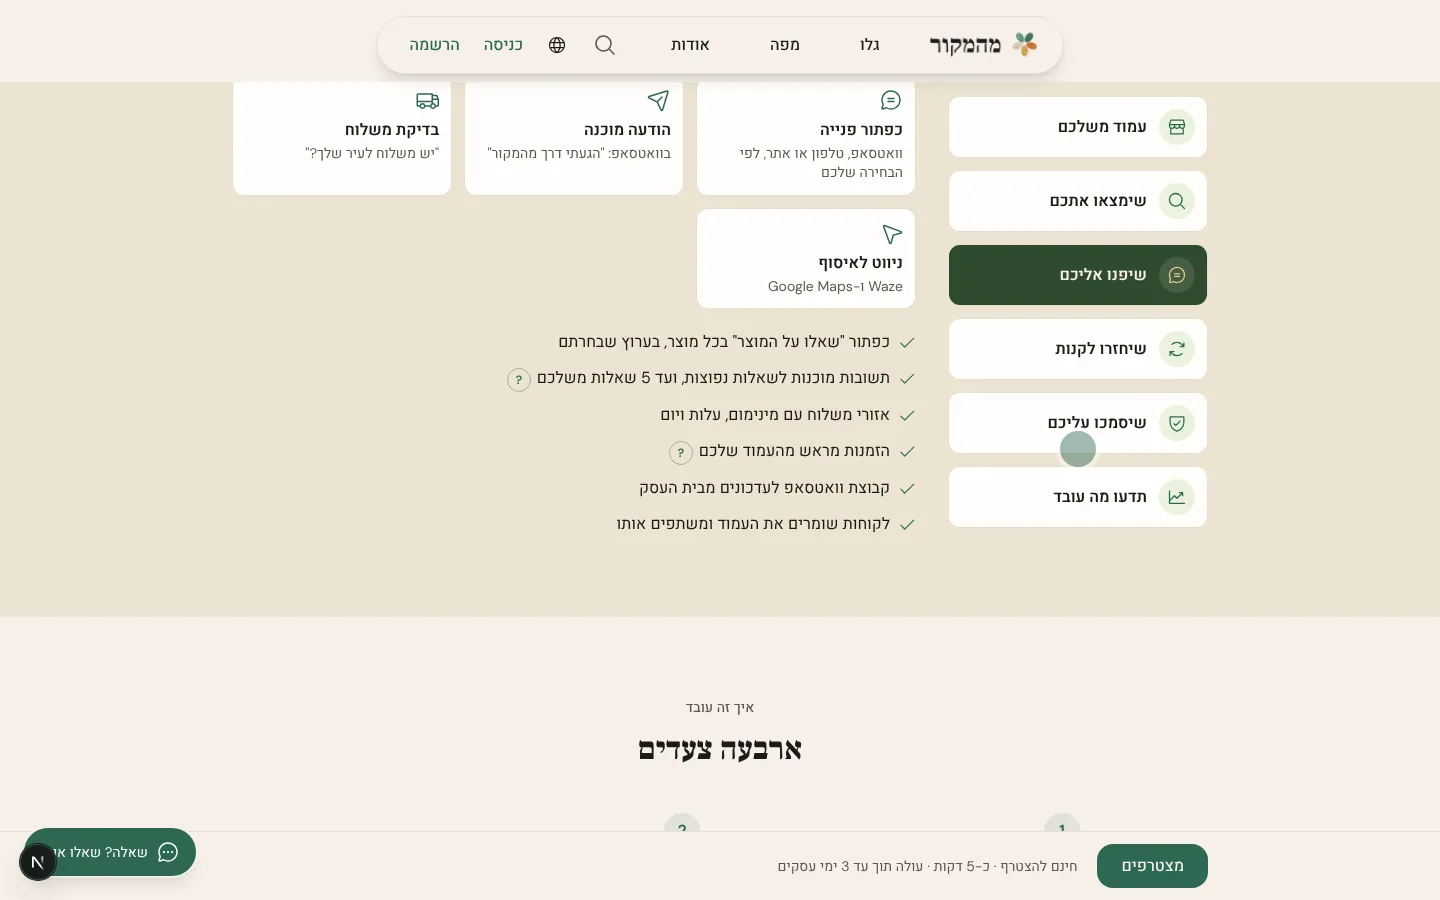 מהמקור
גלו
מפה
אודות
כניסה
הרשמה
עמוד משלכם
שימצאו אתכם
שיפנו אליכם
שיחזרו לקנות
שיסמכו עליכם
תדעו מה עובד
כפתור פנייה
וואטסאפ, טלפון או אתר, לפי
הבחירה שלכם
הודעה מוכנה
בוואטסאפ: "הגעתי דרך מהמקור"
בדיקת משלוח
"יש משלוח לעיר שלך?"
ניווט לאיסוף
Waze ו-Google Maps
כפתור "שאלו על המוצר" בכל מוצר, בערוץ שבחרתם
תשובות מוכנות לשאלות נפוצות, ועד 5 שאלות משלכם ?
אזורי משלוח עם מינימום, עלות ויום
הזמנות מראש מהעמוד שלכם ?
קבוצת וואטסאפ לעדכונים מבית העסק
לקוחות שומרים את העמוד ומשתפים אותו
איך זה עובד
ארבעה צעדים
1
2
מצטרפים
חינם להצטרף · כ-5 דקות · עולה תוך עד 3 ימי עסקים
שאלה? שאלו
N